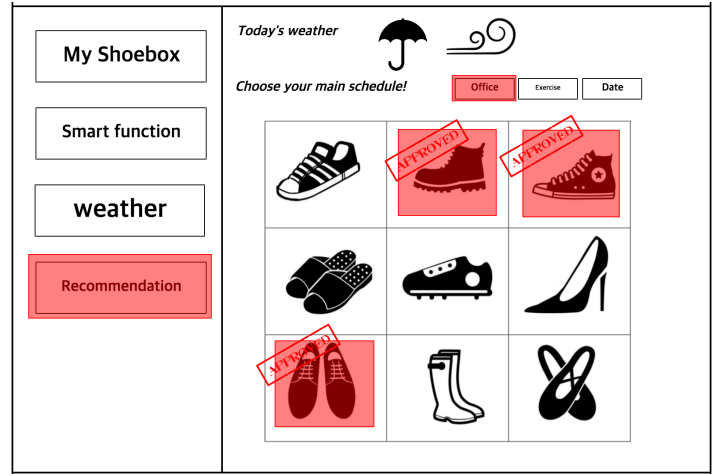 My Shoebox
Smart function
weather
Recommendation
Today's weather
Choose your main schedule!
Office
Exercise
Date
APPROVED
APPROVED
APPROVED